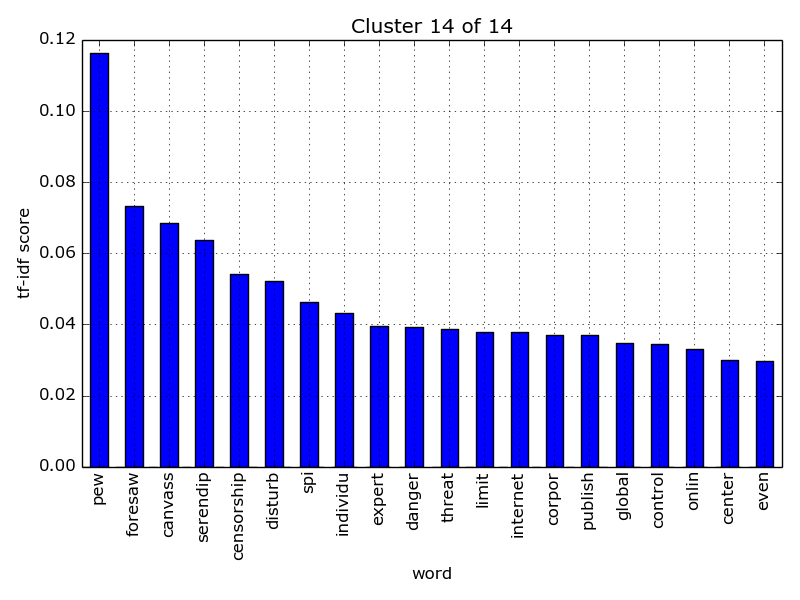 Cluster 14 of 14
tf-idf score
0.12
0.10
0.08
0.06
0.04
0.02
0.00
pew
foresaw
canvass
serendip
censorship
disturb
spi
individu
expert
danger
threat
limit
internet
corpor
publish
global
control
onlin
center
even
word